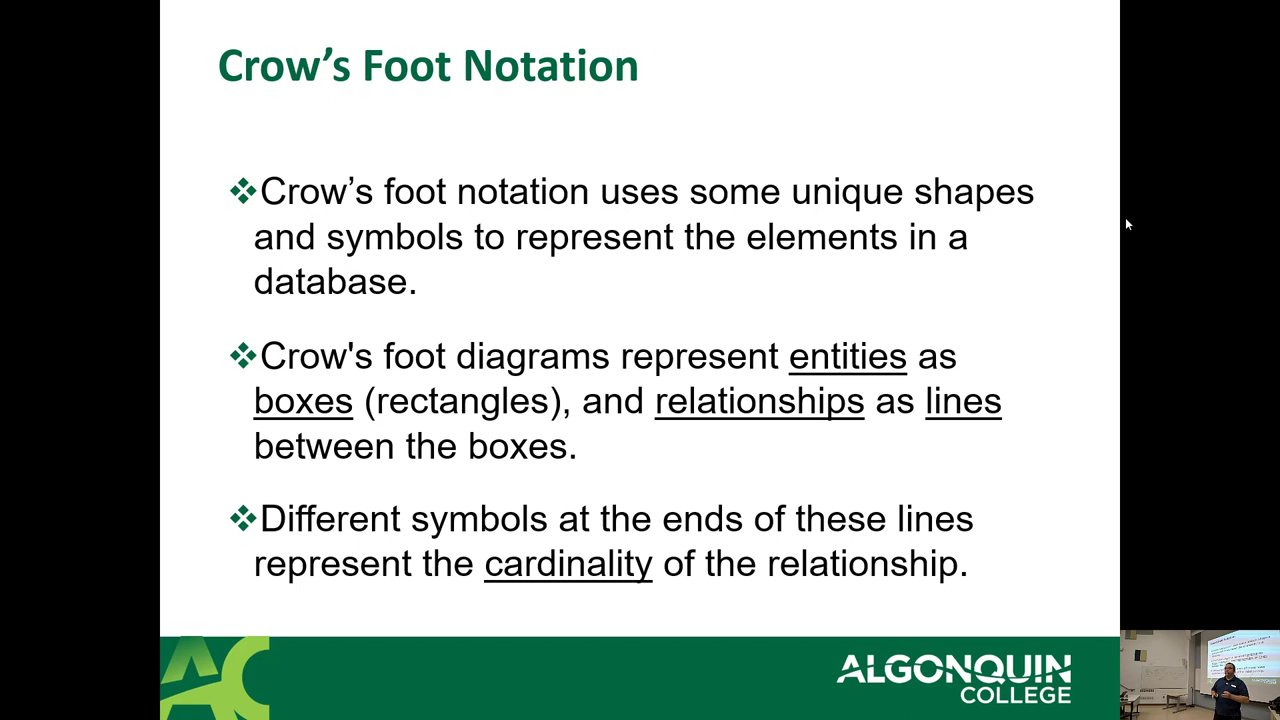 Crow’s Foot Notation
❖Crow’s foot notation uses some unique shapes
and symbols to represent the elements in a
database.
❖Crow's foot diagrams represent entities as
boxes (rectangles), and relationships as lines
between the boxes.
❖Different symbols at the ends of these lines
represent the cardinality of the relationship.
AC
ALGONQUIN
COLLEGE